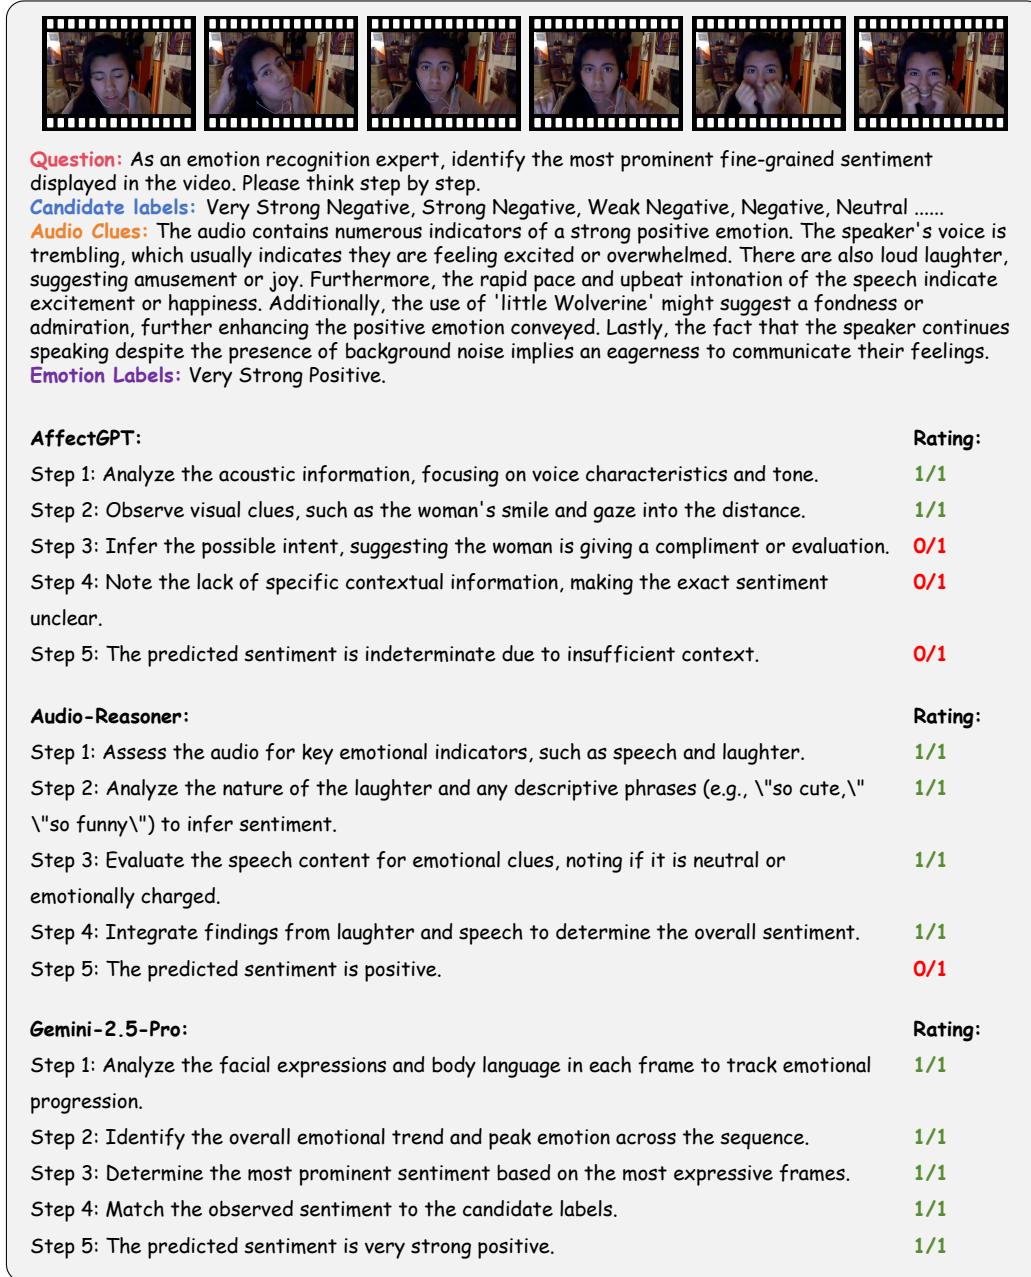 Question: As an emotion recognition expert, identify the most prominent fine-grained sentiment
displayed in the video. Please think step by step.
Candidate labels: Very Strong Negative, Strong Negative, Weak Negative, Negative, Neutral ......
Audio Clues: The audio contains numerous indicators of a strong positive emotion. The speaker's voice is
trembling, which usually indicates they are feeling excited or overwhelmed. There are also loud laughter,
suggesting amusement or joy. Furthermore, the rapid pace and upbeat intonation of the speech indicate
excitement or happiness. Additionally, the use of 'little Wolverine' might suggest a fondness or
admiration, further enhancing the positive emotion conveyed. Lastly, the fact that the speaker continues
speaking despite the presence of background noise implies an eagerness to communicate their feelings.
Emotion Labels: Very Strong Positive.
AffectGPT: Rating:
Step 1: Analyze the acoustic information, focusing on voice characteristics and tone. 1/1
Step 2: Observe visual clues, such as the woman's smile and gaze into the distance. 1/1
Step 3: Infer the possible intent, suggesting the woman is giving a compliment or evaluation. 0/1
Step 4: Note the lack of specific contextual information, making the exact sentiment 0/1
unclear.
Step 5: The predicted sentiment is indeterminate due to insufficient context. 0/1
Audio-Reasoner: Rating:
Step 1: Assess the audio for key emotional indicators, such as speech and laughter. 1/1
Step 2: Analyze the nature of the laughter and any descriptive phrases (e.g., \"so cute,\" 1/1
\"so funny\") to infer sentiment.
Step 3: Evaluate the speech content for emotional clues, noting if it is neutral or 1/1
emotionally charged.
Step 4: Integrate findings from laughter and speech to determine the overall sentiment. 1/1
Step 5: The predicted sentiment is positive. 0/1
Gemini-2.5-Pro: Rating:
Step 1: Analyze the facial expressions and body language in each frame to track emotional 1/1
progression.
Step 2: Identify the overall emotional trend and peak emotion across the sequence. 1/1
Step 3: Determine the most prominent sentiment based on the most expressive frames. 1/1
Step 4: Match the observed sentiment to the candidate labels. 1/1
Step 5: The predicted sentiment is very strong positive. 1/1